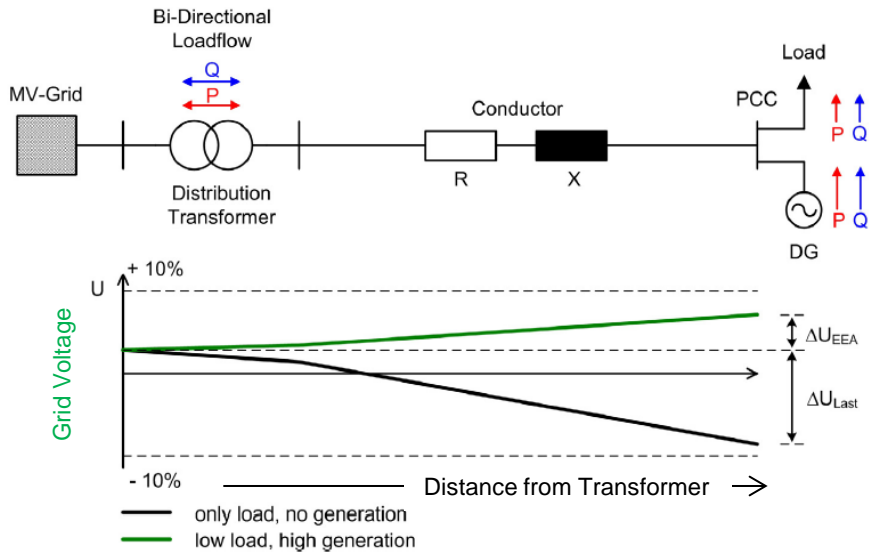 Bi-Directional
Loadflow
Q
P
MV-Grid
Distribution
Transformer
Conductor
R
X
PCC
Load
P
Q
P
Q
DG
+ 10%
U
Grid Voltage
ΔU_EEA
ΔU_Last
- 10%
Distance from Transformer
only load, no generation
low load, high generation